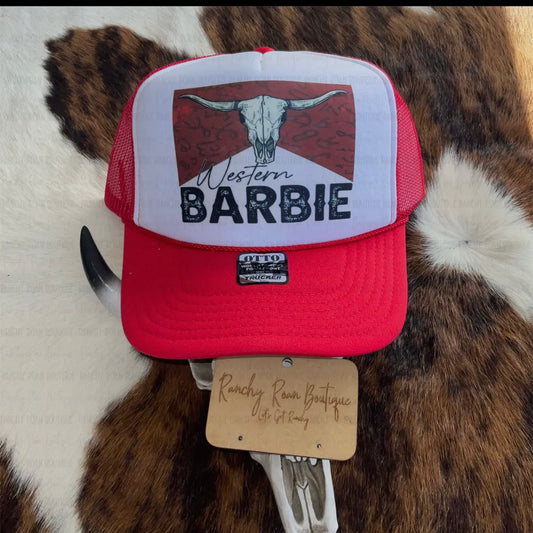 Western
BARBIE
OTTO
TRUCKER
Ranchy Roan Boutique
Let's Get Ranchy